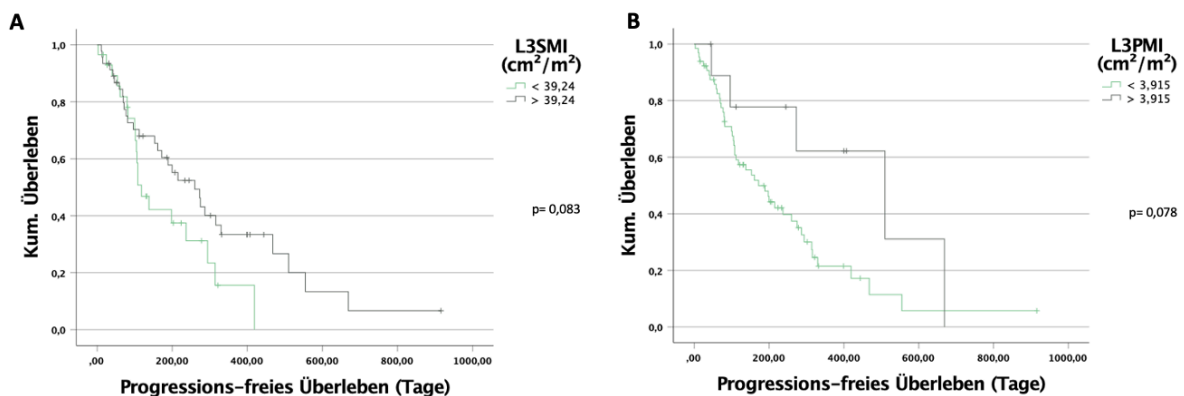 A
L3SMI
(cm²/m²)
< 39,24
> 39,24
Kum. Überleben
1,0
0,8
0,6
0,4
0,2
0,0
p= 0,083
,00 200,00 400,00 600,00 800,00 1000,00
Progressions-freies Überleben (Tage)
B
L3PMI
(cm²/m²)
< 3,915
> 3,915
Kum. Überleben
1,0
0,8
0,6
0,4
0,2
0,0
p= 0,078
,00 200,00 400,00 600,00 800,00 1000,00
Progressions-freies Überleben (Tage)